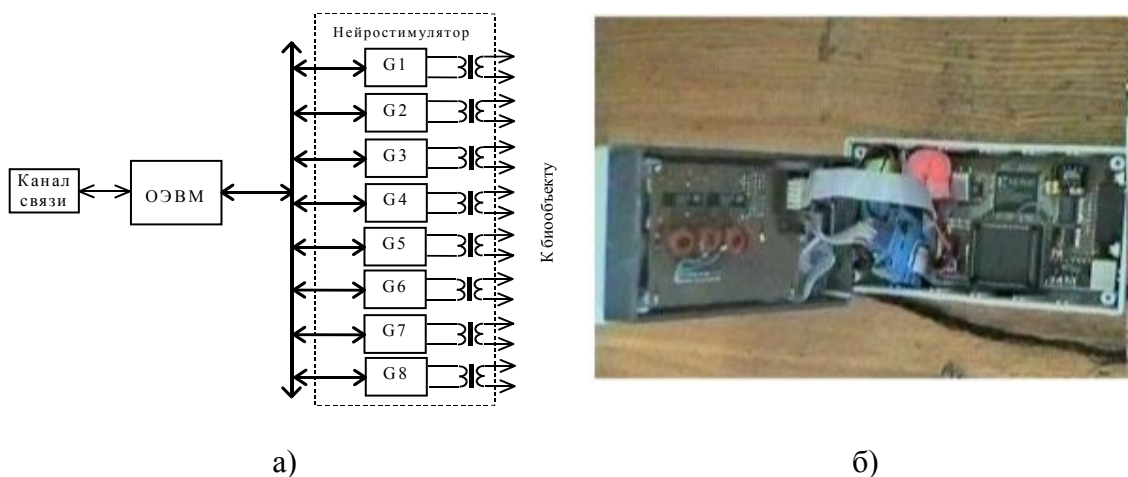 Нейростимулятор
G1
G2
G3
G4
G5
G6
G7
G8
Канал
связи
ОЭВМ
К биообъекту
а)
б)